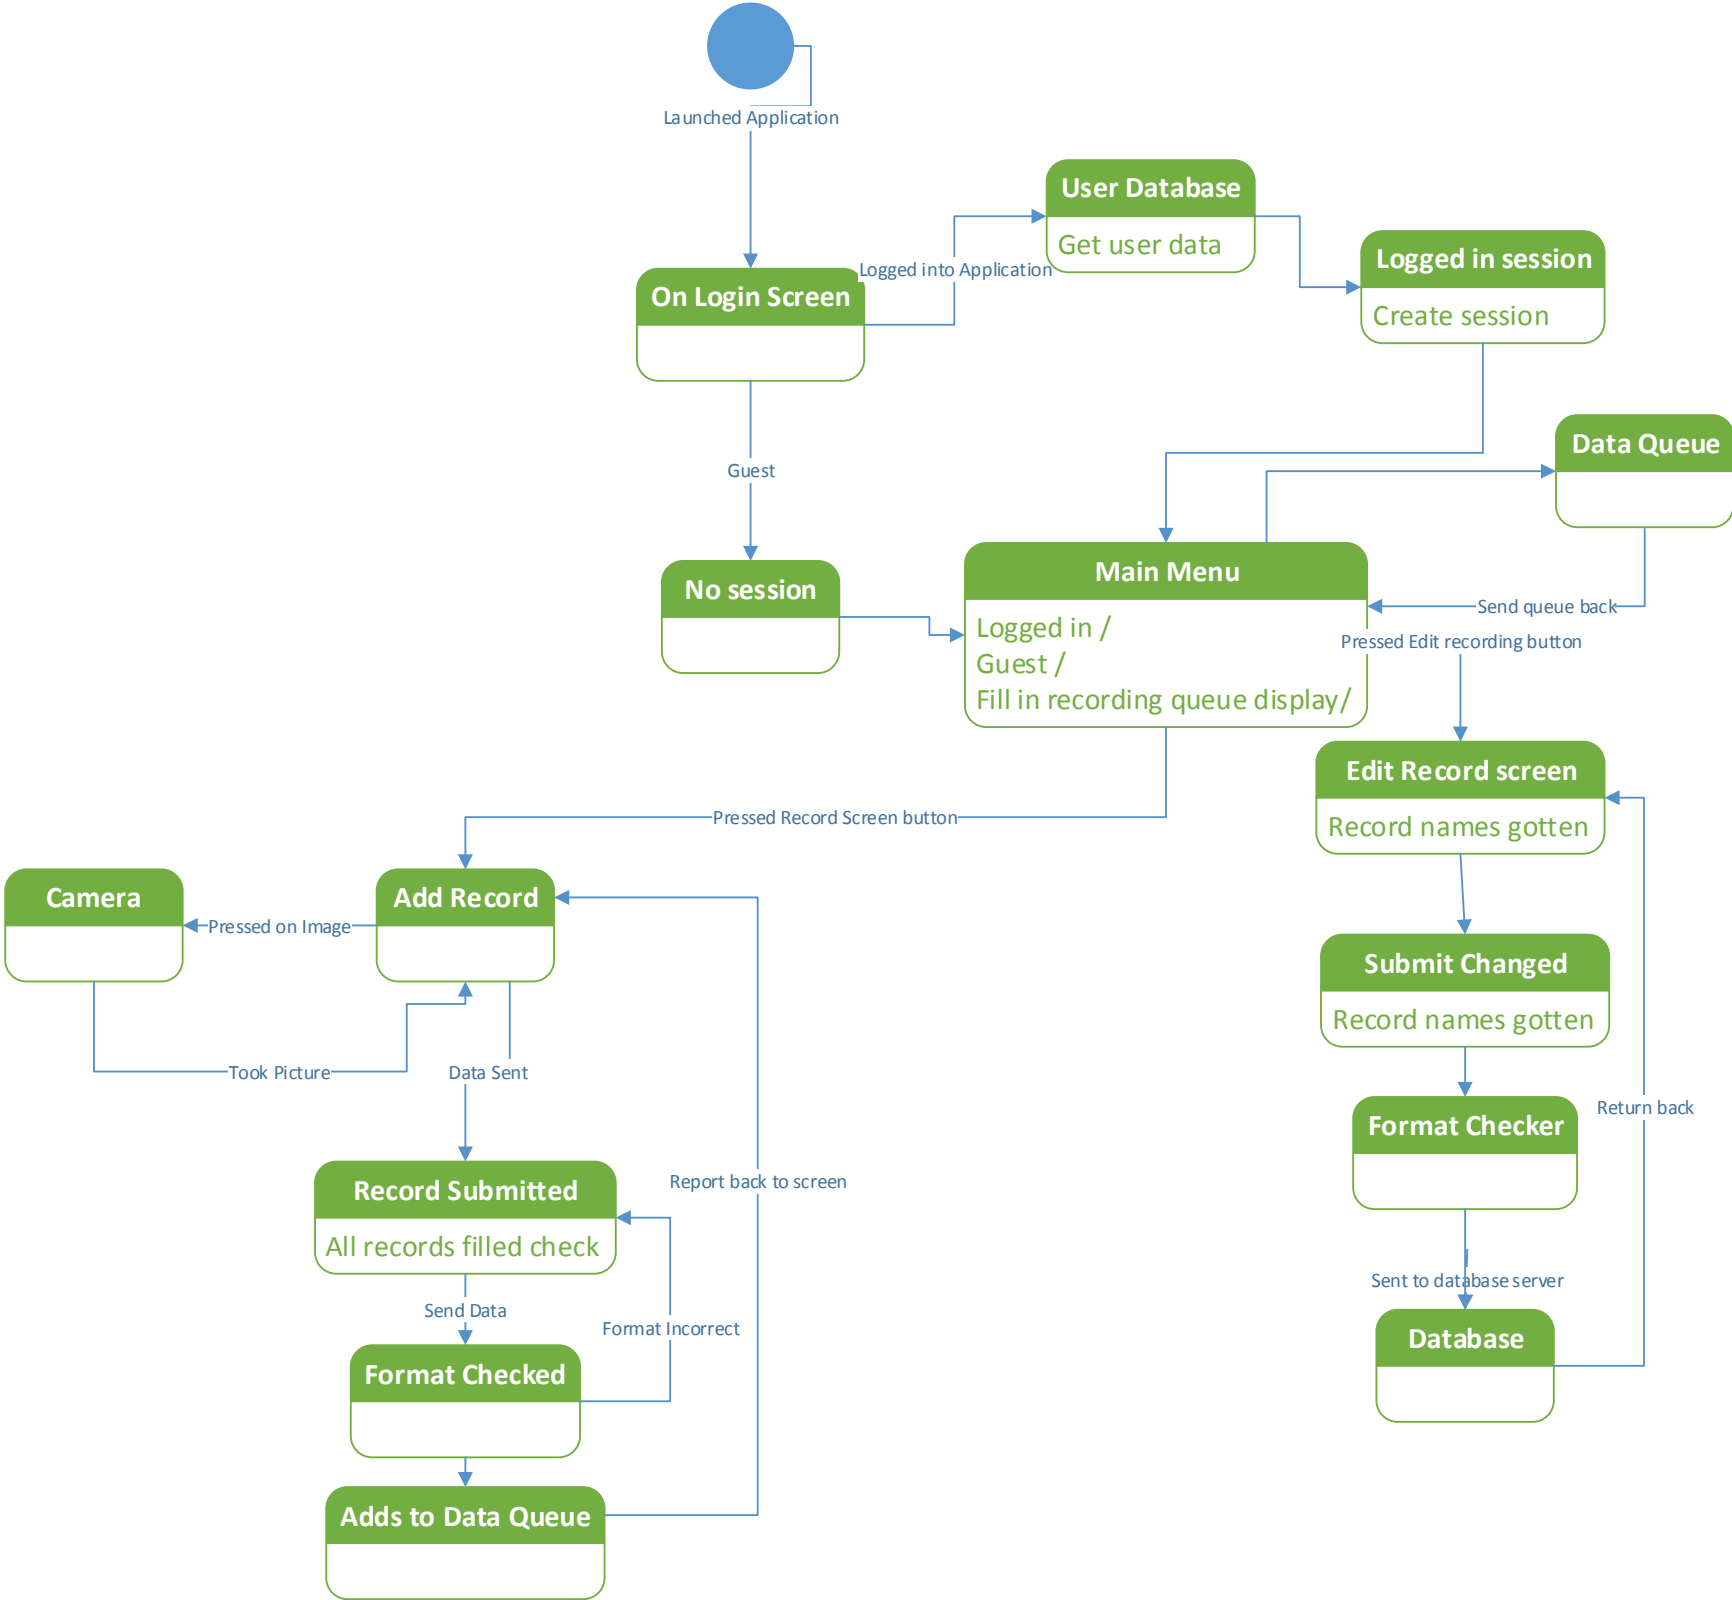 Launched Application
User Database
Get user data
Logged in session
Create session
Logged into Application
On Login Screen
Data Queue
Guest
No session
Main Menu
Logged in /
Guest /
Fill in recording queue display/
Send queue back
Pressed Edit recording button
Edit Record screen
Record names gotten
Pressed Record Screen button
Camera
Pressed on Image
Add Record
Submit Changed
Record names gotten
Took Picture
Data Sent
Format Checker
Return back
Record Submitted
All records filled check
Report back to screen
Send Data
Format Incorrect
Sent to database server
Database
Format Checked
Adds to Data Queue